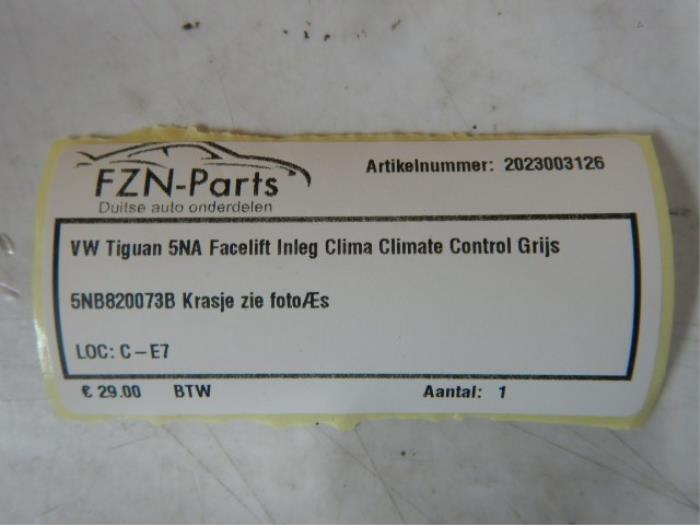 FZN-Parts
Duitse auto onderdelen
Artikelnummer: 2023003126
VW Tiguan 5NA Facelift Inleg Clima Climate Control Grijs
5NB820073B Krasje zie fotoÆs
LOC: C-E7
€ 29.00 BTW Aantal: 1